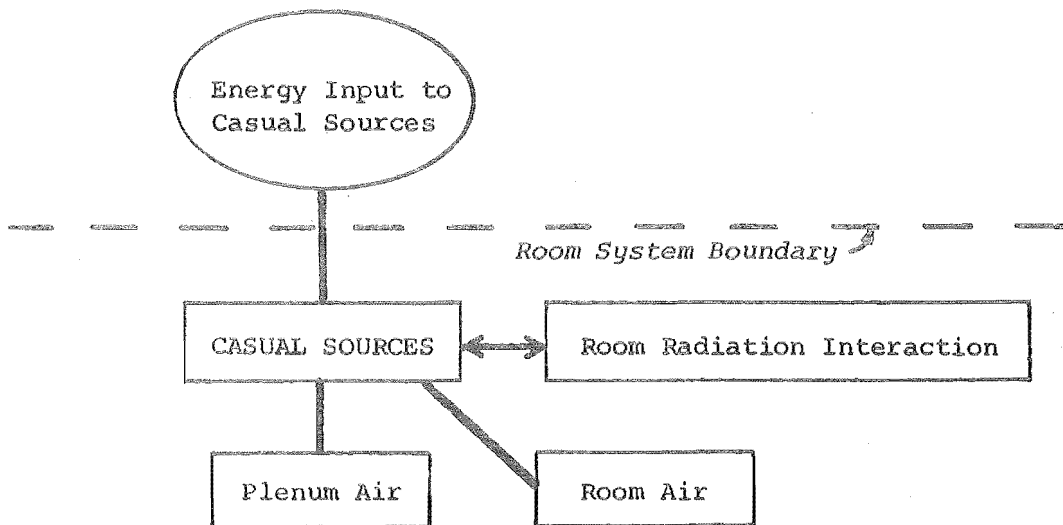 Energy Input to
Casual Sources
Room System Boundary
CASUAL SOURCES
Room Radiation Interaction
Plenum Air
Room Air